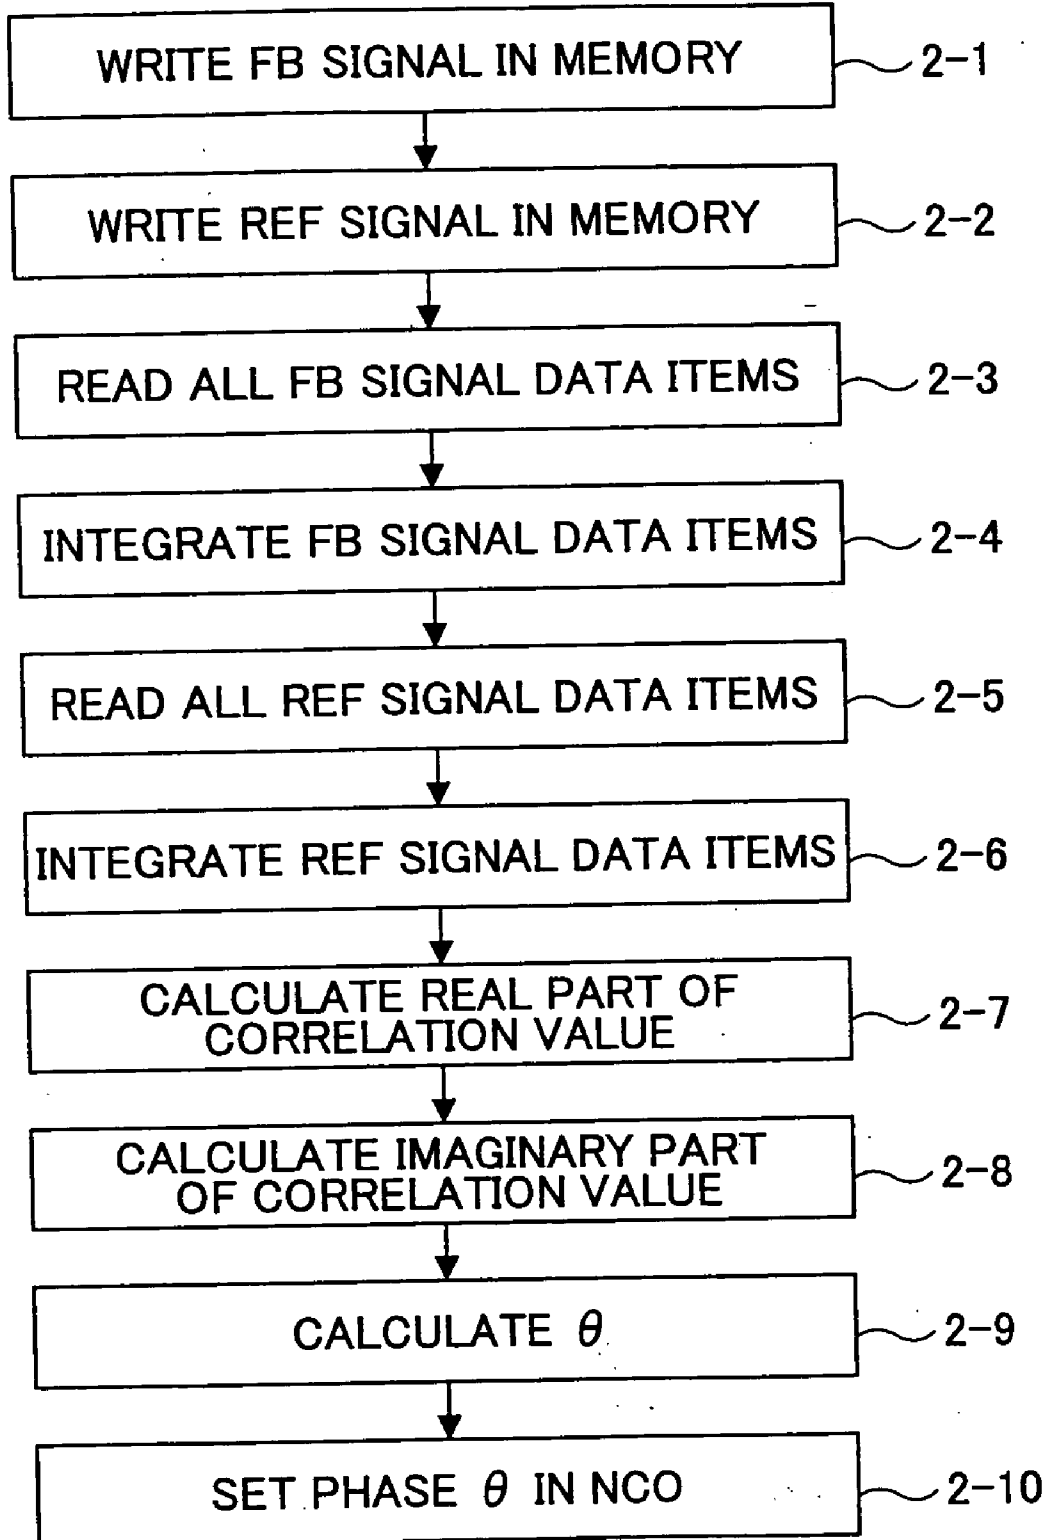 WRITE FB SIGNAL IN MEMORY 2-1
WRITE REF SIGNAL IN MEMORY 2-2
READ ALL FB SIGNAL DATA ITEMS 2-3
INTEGRATE FB SIGNAL DATA ITEMS 2-4
READ ALL REF SIGNAL DATA ITEMS 2-5
INTEGRATE REF SIGNAL DATA ITEMS 2-6
CALCULATE REAL PART OF
CORRELATION VALUE 2-7
CALCULATE IMAGINARY PART
OF CORRELATION VALUE 2-8
CALCULATE θ 2-9
SET PHASE θ IN NCO 2-10